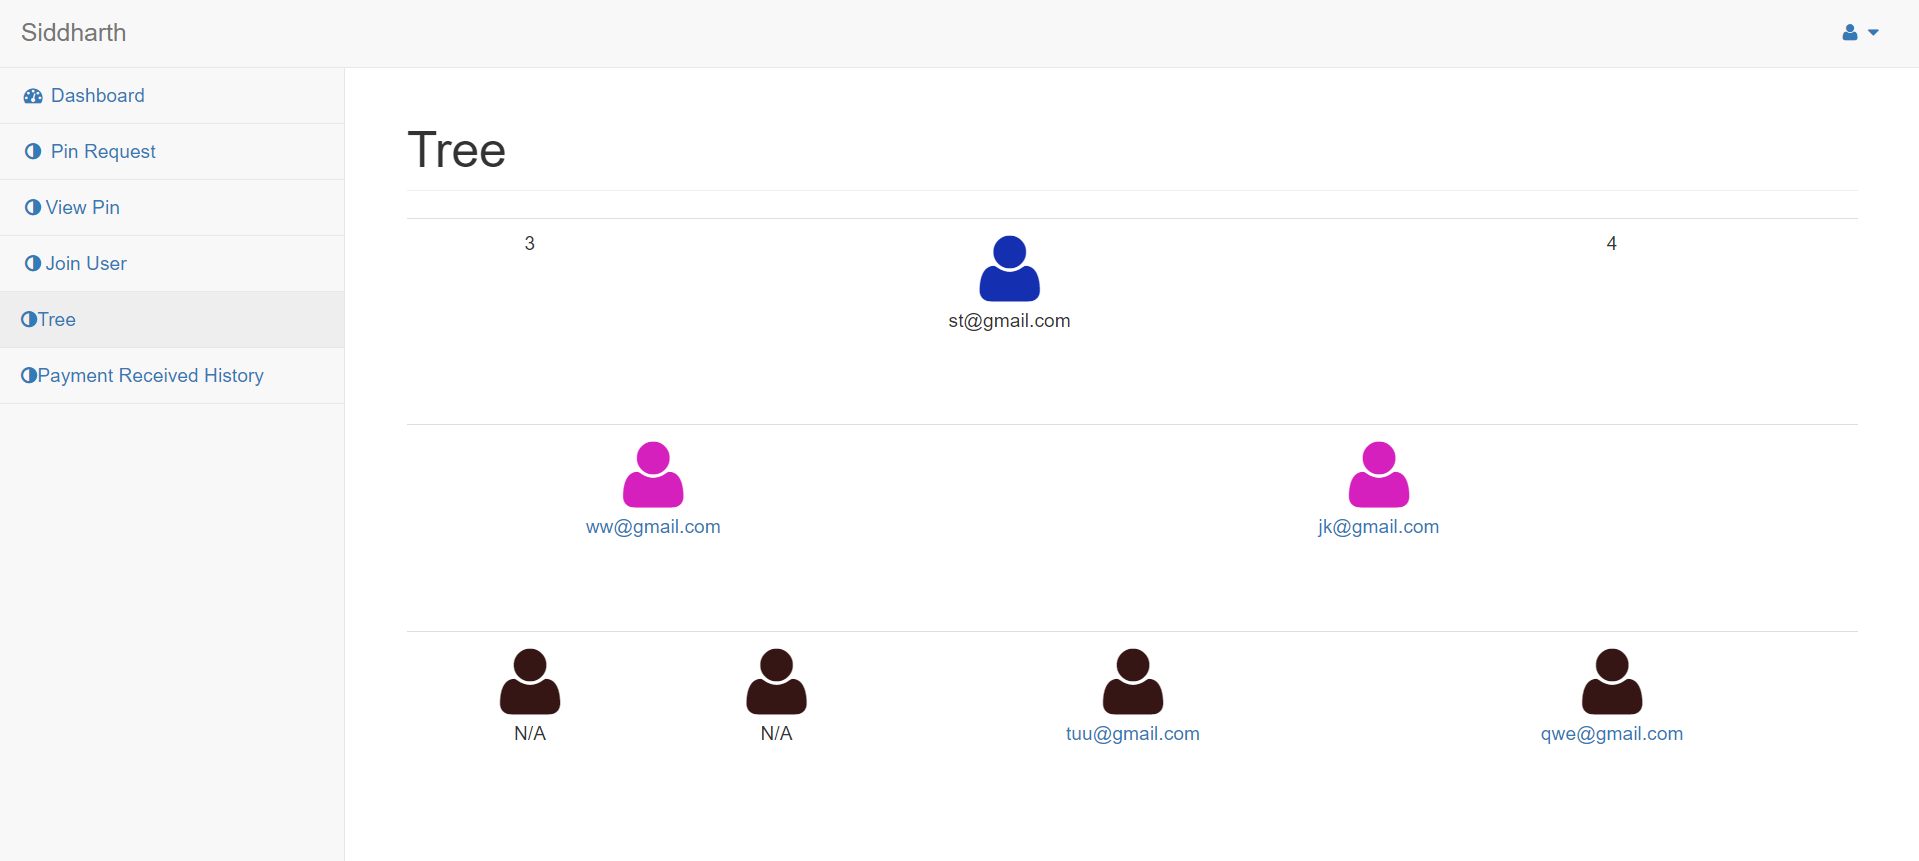 Siddharth
Dashboard
Pin Request
View Pin
Join User
Tree
Payment Received History
Tree
3
4
st@gmail.com
ww@gmail.com
jk@gmail.com
N/A
N/A
tuu@gmail.com
qwe@gmail.com